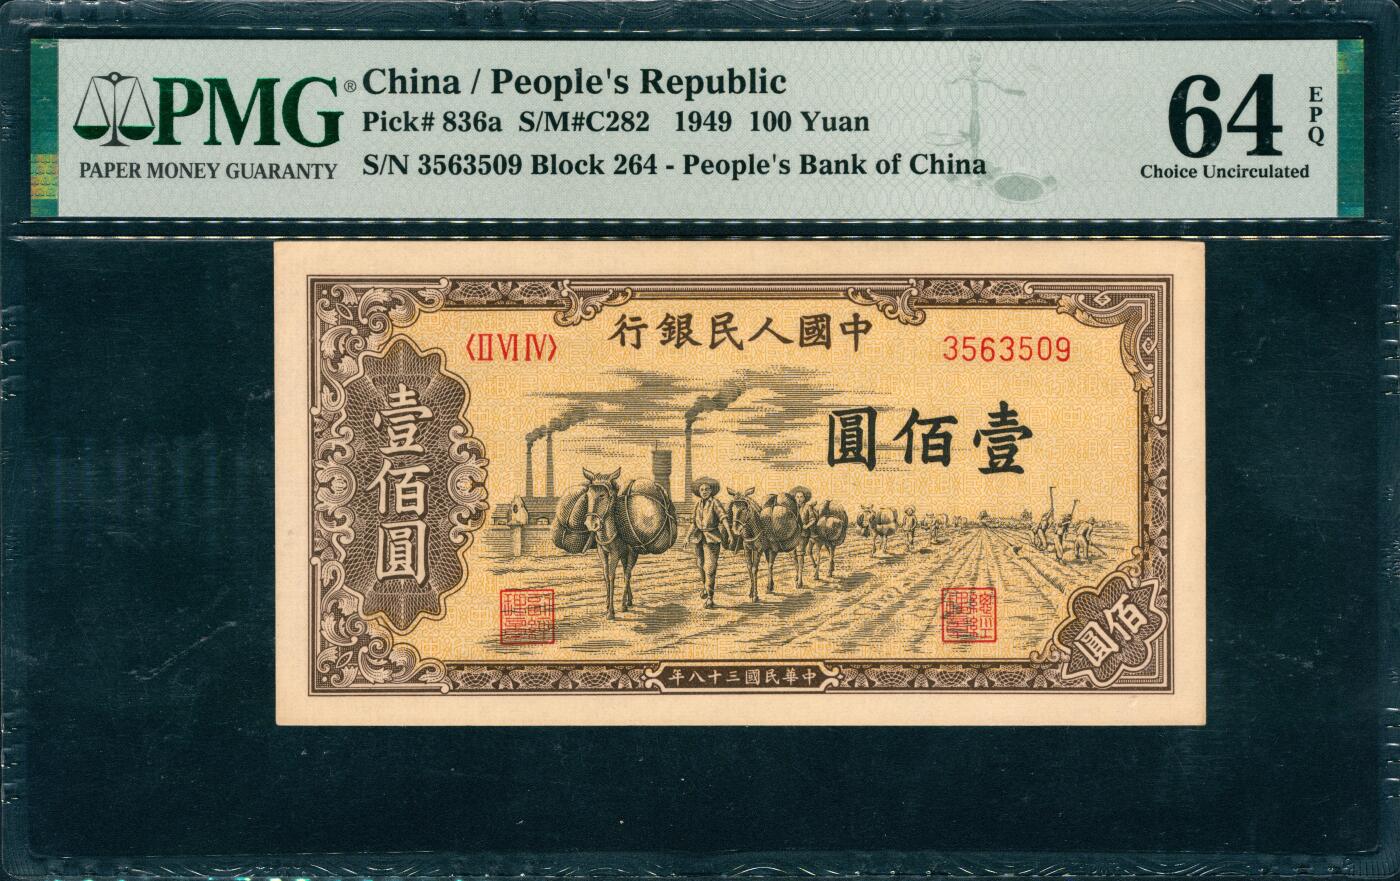 PMG®
PAPER MONEY GUARANTY
China / People's Republic
Pick# 836a S/M#C282 1949 100 Yuan
S/N 3563509 Block 264 - People's Bank of China
64
EPQ
Choice Uncirculated
行銀民人國中
〈II VI IV〉
3563509
圓佰壹
壹佰圓
佰圓
年八十三國民華中